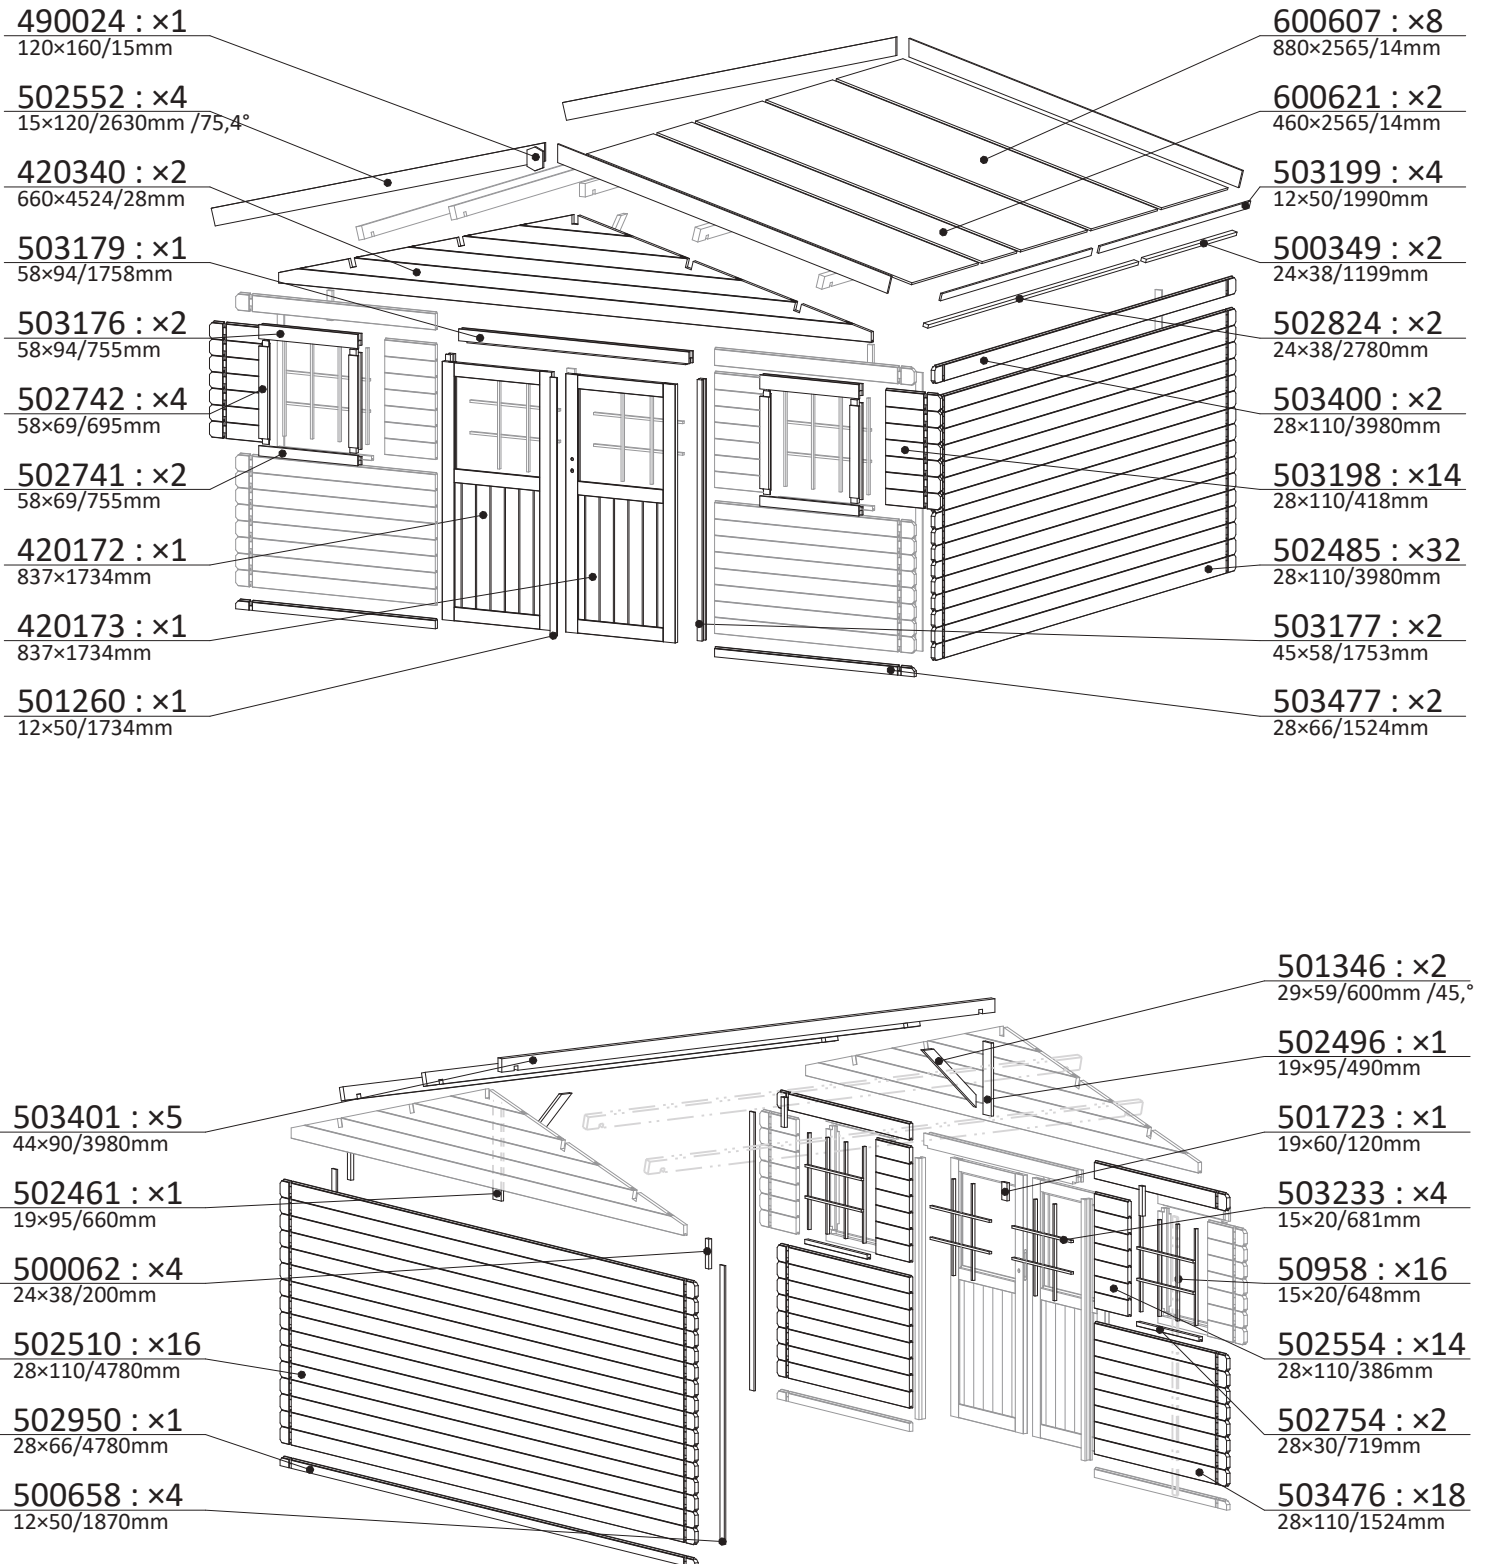 490024 : ×1
120×160/15mm
502552 : ×4
15×120/2630mm /75,4°
420340 : ×2
660×4524/28mm
503179 : ×1
58×94/1758mm
503176 : ×2
58×94/755mm
502742 : ×4
58×69/695mm
502741 : ×2
58×69/755mm
420172 : ×1
837×1734mm
420173 : ×1
837×1734mm
501260 : ×1
12×50/1734mm
600607 : ×8
880×2565/14mm
600621 : ×2
460×2565/14mm
503199 : ×4
12×50/1990mm
500349 : ×2
24×38/1199mm
502824 : ×2
24×38/2780mm
503400 : ×2
28×110/3980mm
503198 : ×14
28×110/418mm
502485 : ×32
28×110/3980mm
503177 : ×2
45×58/1753mm
503477 : ×2
28×66/1524mm
503401 : ×5
44×90/3980mm
502461 : ×1
19×95/660mm
500062 : ×4
24×38/200mm
502510 : ×16
28×110/4780mm
502950 : ×1
28×66/4780mm
500658 : ×4
12×50/1870mm
501346 : ×2
29×59/600mm /45,°
502496 : ×1
19×95/490mm
501723 : ×1
19×60/120mm
503233 : ×4
15×20/681mm
50958 : ×16
15×20/648mm
502554 : ×14
28×110/386mm
502754 : ×2
28×30/719mm
503476 : ×18
28×110/1524mm